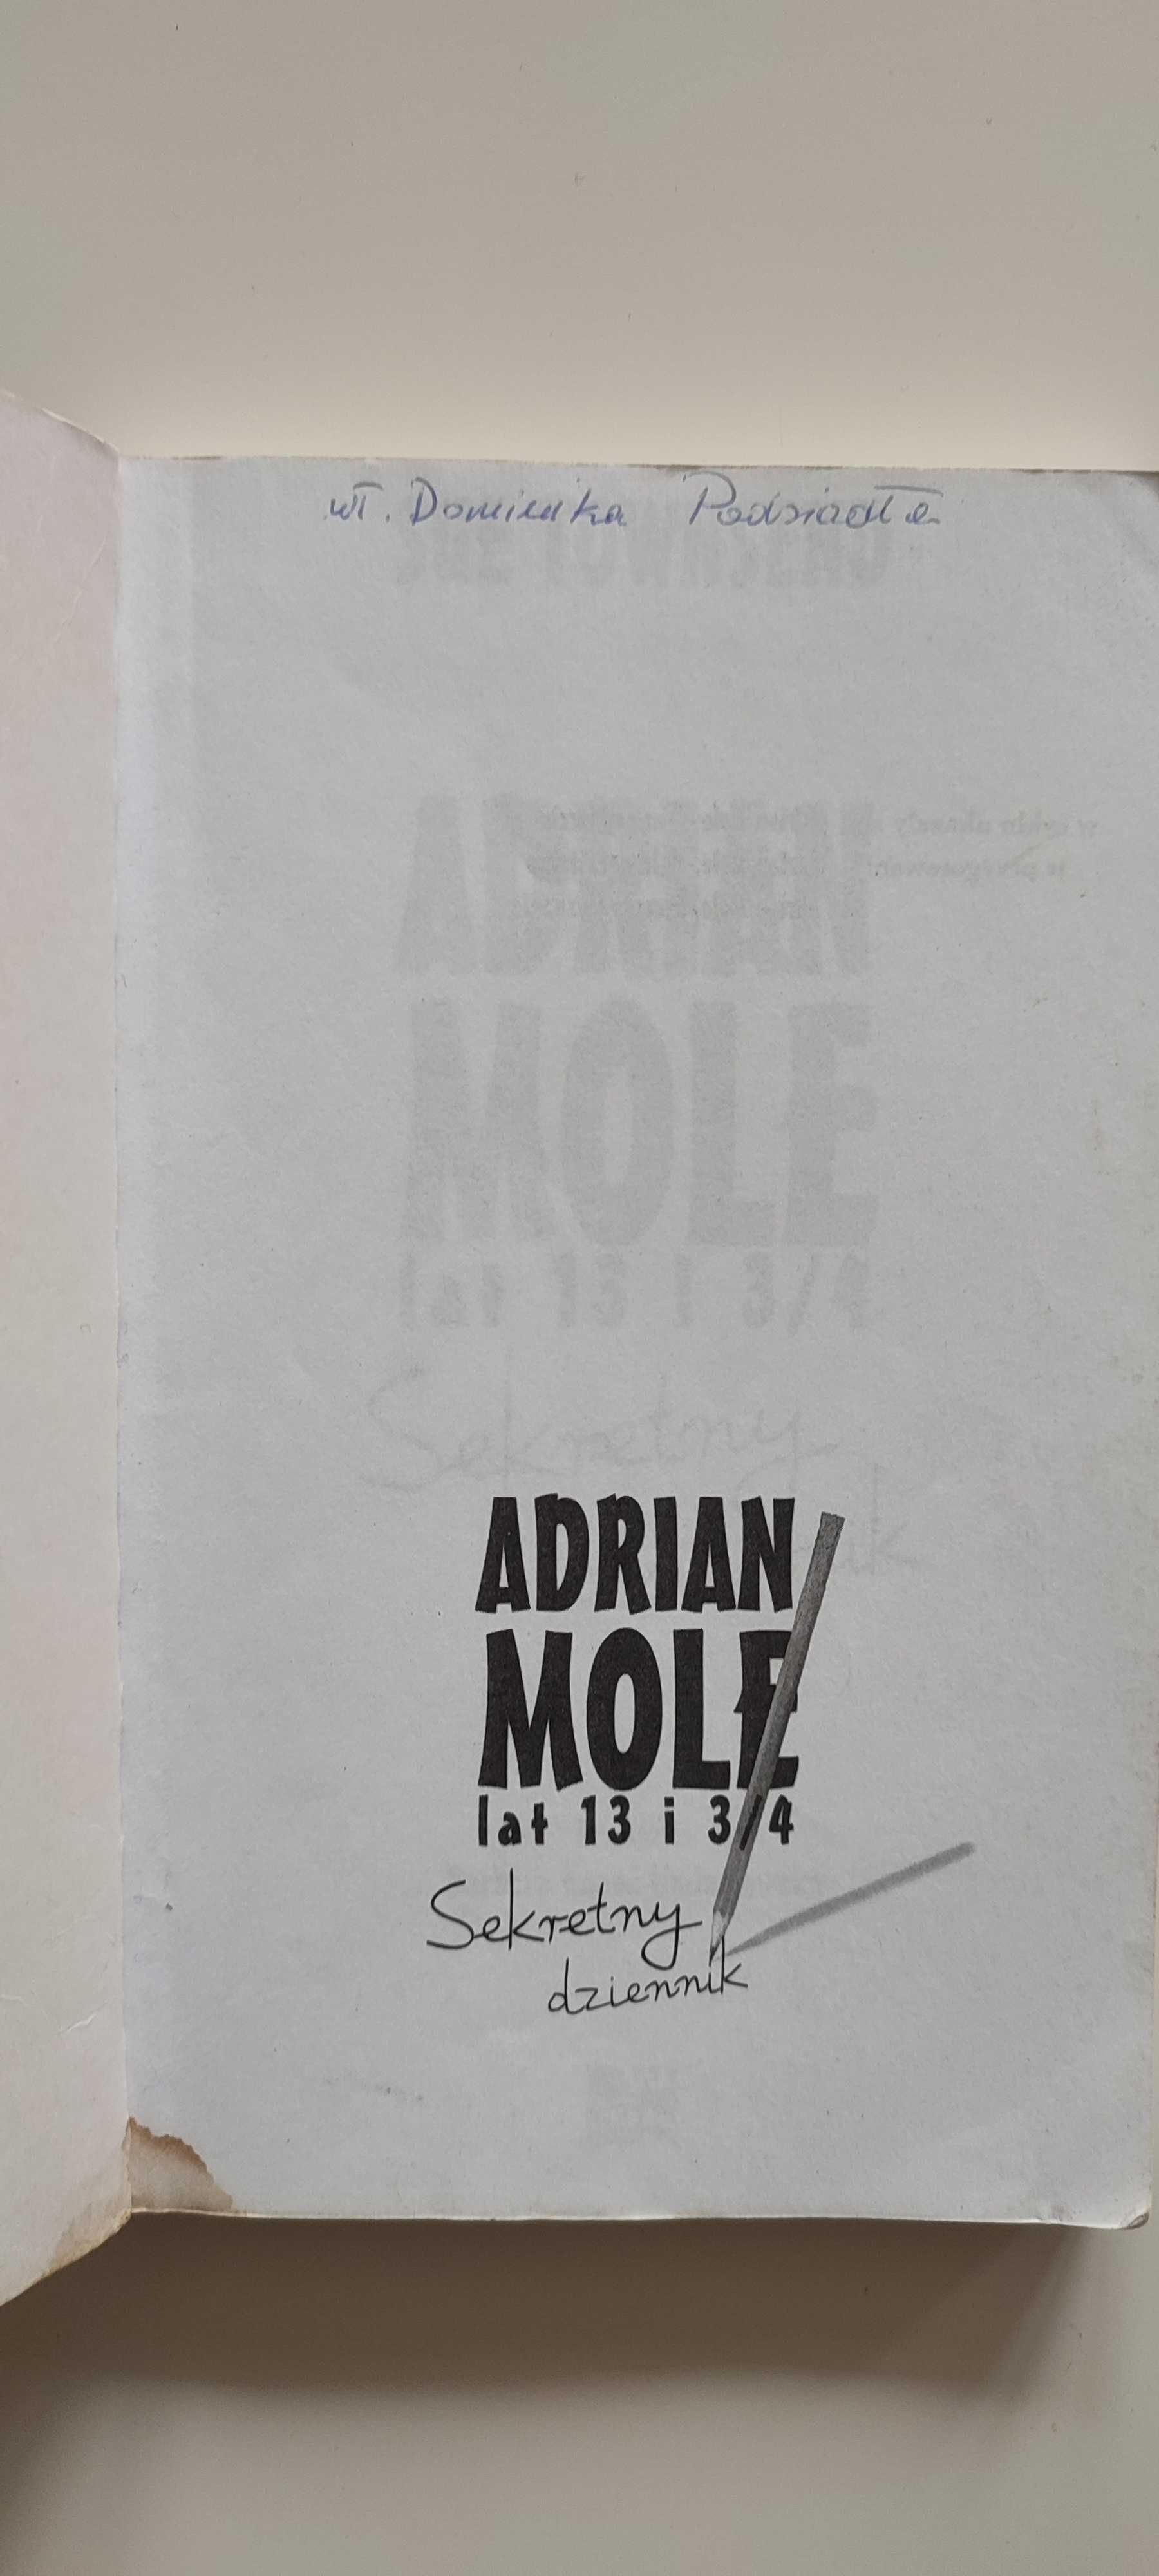 wł. Dominika Podsiadła
ADRIAN
MOLE
lat 13 i 3/4
Sekretny
dziennik